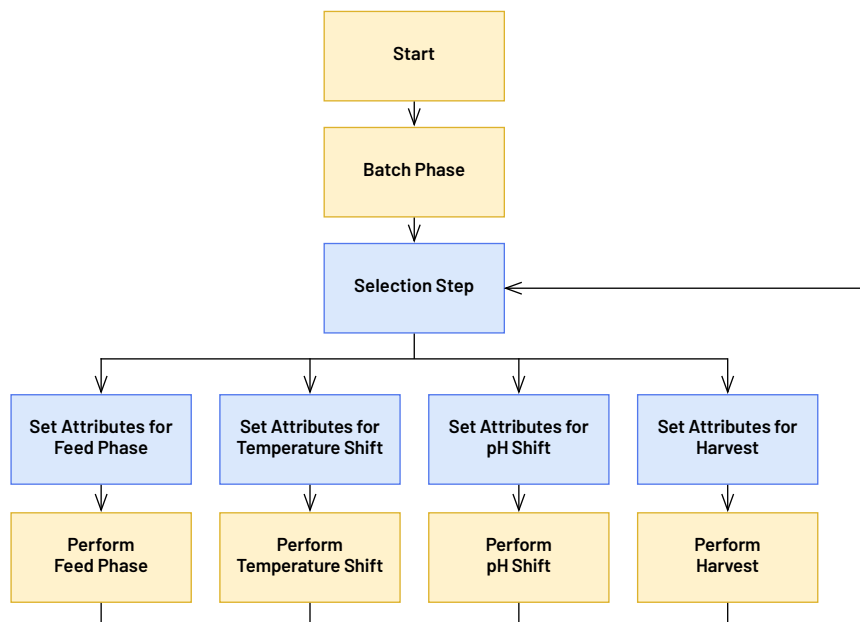 Start
Batch Phase
Selection Step
Set Attributes for
Feed Phase
Set Attributes for
Temperature Shift
Set Attributes for
pH Shift
Set Attributes for
Harvest
Perform
Feed Phase
Perform
Temperature Shift
Perform
pH Shift
Perform
Harvest